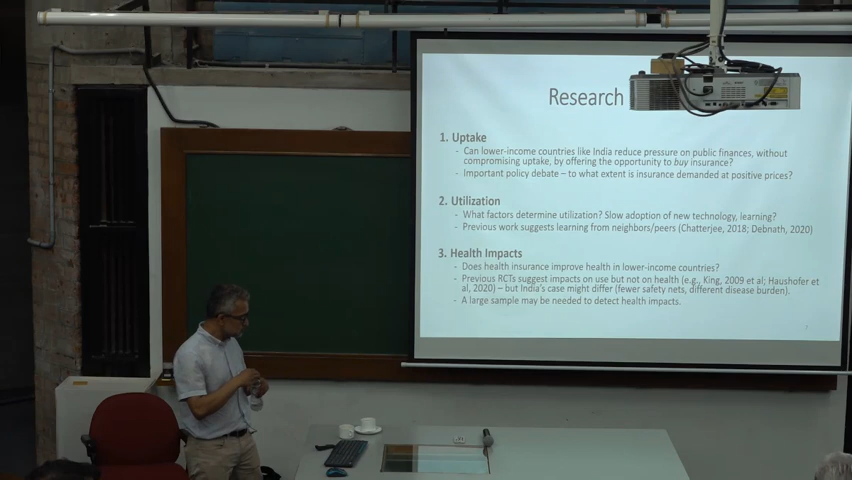 Research
1. Uptake
- Can lower-income countries like India reduce pressure on public finances, without
compromising uptake, by offering the opportunity to buy insurance?
- Important policy debate – to what extent is insurance demanded at positive prices?
2. Utilization
- What factors determine utilization? Slow adoption of new technology, learning?
- Previous work suggests learning from neighbors/peers (Chatterjee, 2018; Debnath, 2020)
3. Health Impacts
- Does health insurance improve health in lower-income countries?
- Previous RCTs suggest impacts on use but not on health (e.g., King, 2009 et al; Haushofer et
al, 2020) – but India's case might differ (fewer safety nets, different disease burden).
- A large sample may be needed to detect health impacts.
7